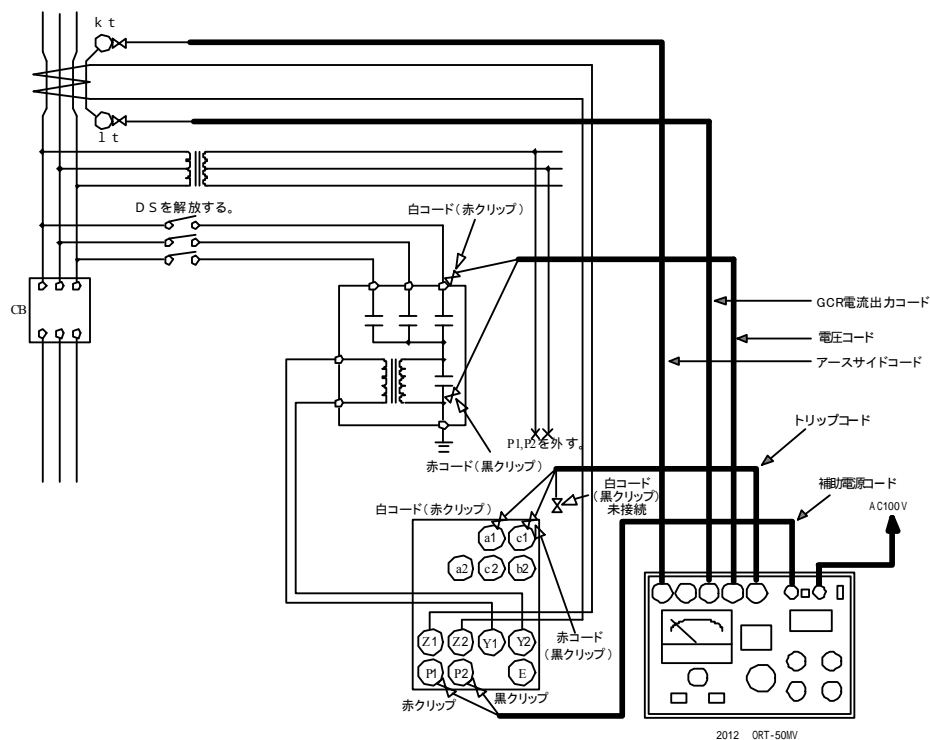 k t
l t
DSを解放する。
白コード(赤クリップ)
CB
GCR電流出力コード
電圧コード
アースサイドコード
P1,P2を外す。
トリップコード
赤コード(黒クリップ)
白コード
(黒クリップ)
未接続
補助電源コード
AC100V
白コード(赤クリップ)
a1 c1
a2 c2 b2
赤コード
(黒クリップ)
Z1 Z2 Y1 Y2
P1 P2 E
赤クリップ
黒クリップ
2012 ORT-50MV